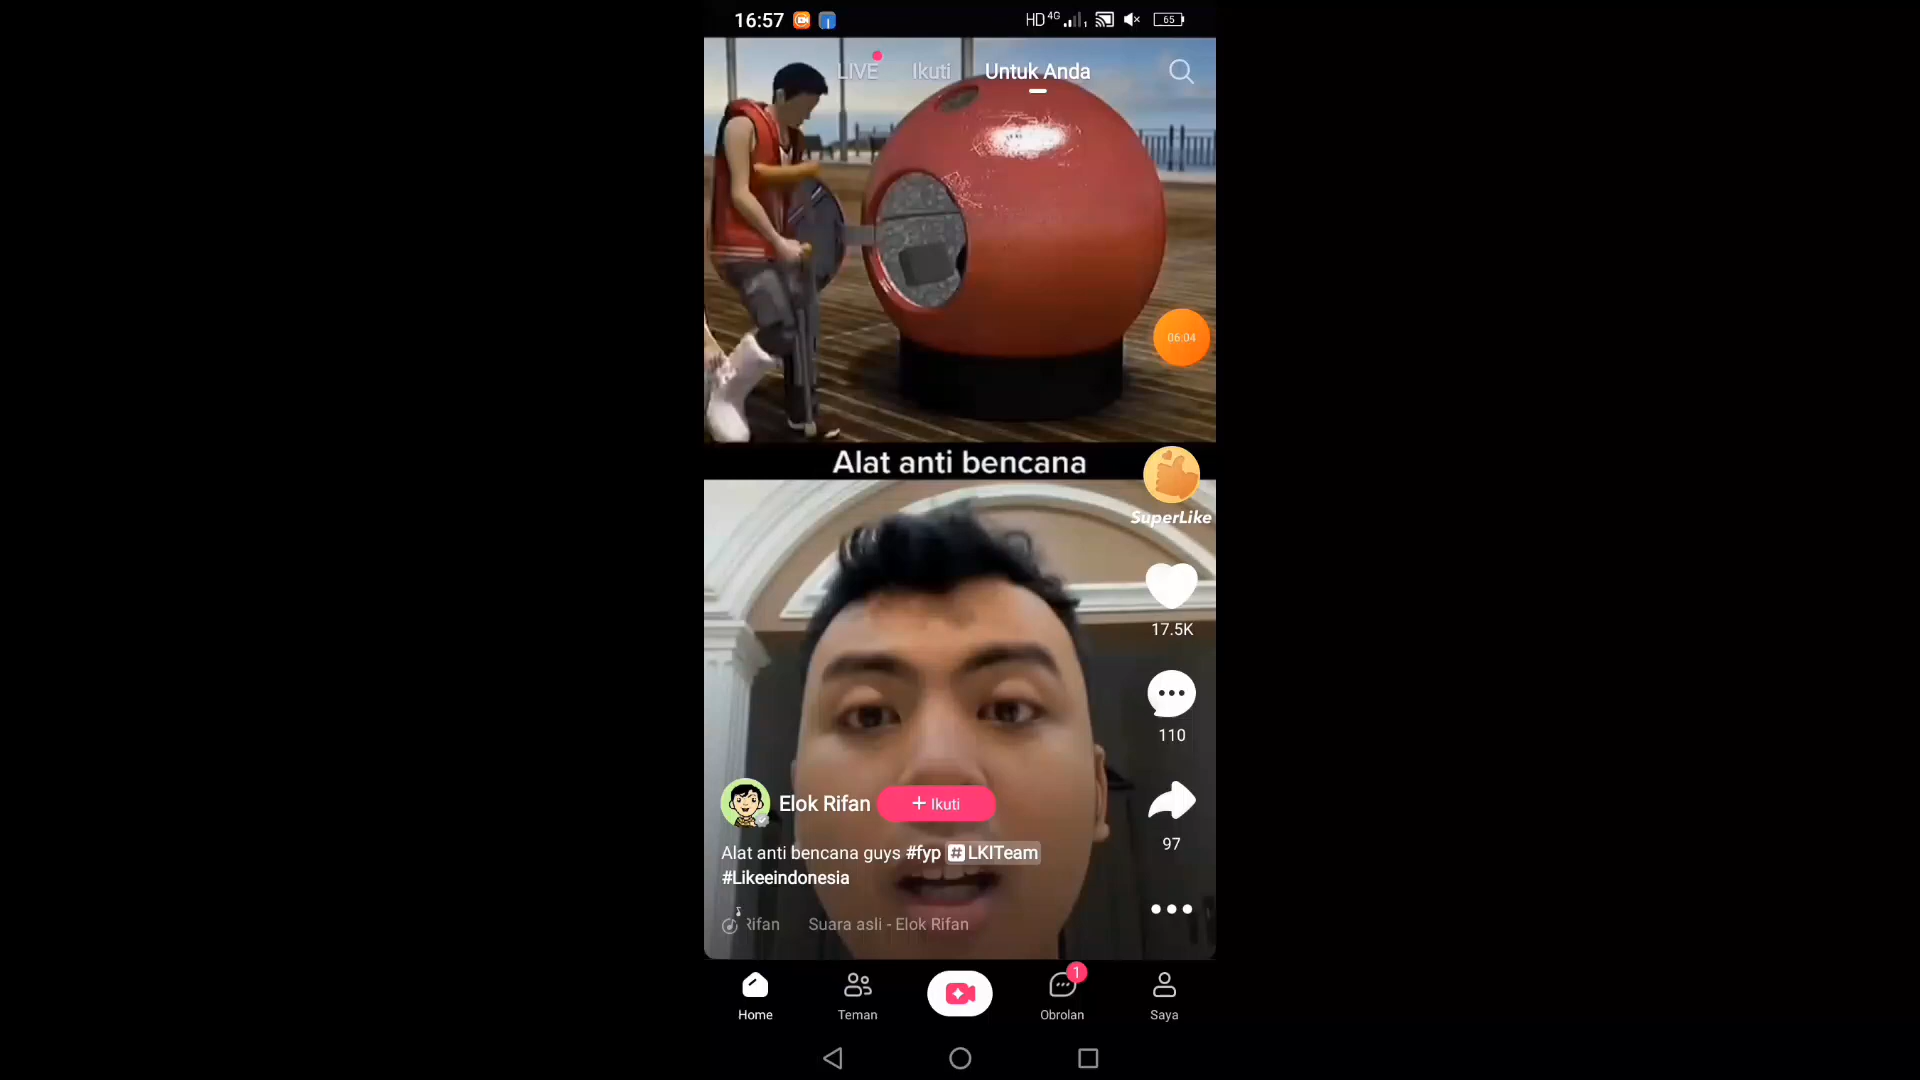 16:57
HD 4G 1 65
LIVE Ikuti Untuk Anda
06:04
Alat anti bencana
SuperLike
17.5K
110
Elok Rifan + Ikuti
97
Alat anti bencana guys #fyp # LKITeam
#Likeeindonesia
Rifan Suara asli - Elok Rifan
1
Home Teman Obrolan Saya